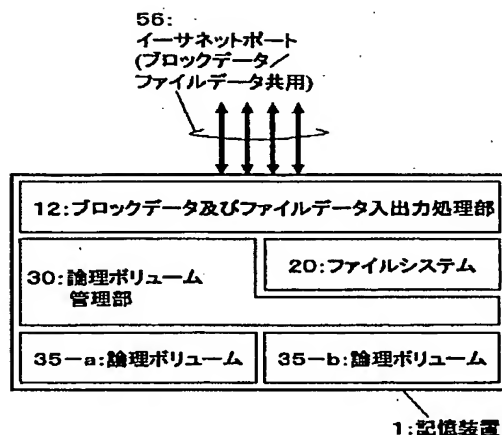 56:
イーサネットポート
(ブロックデータ/
ファイルデータ共用)
12:ブロックデータ及びファイルデータ入出力処理部
30:論理ボリューム
管理部
20:ファイルシステム
35-a:論理ボリューム
35-b:論理ボリューム
1:記憶装置